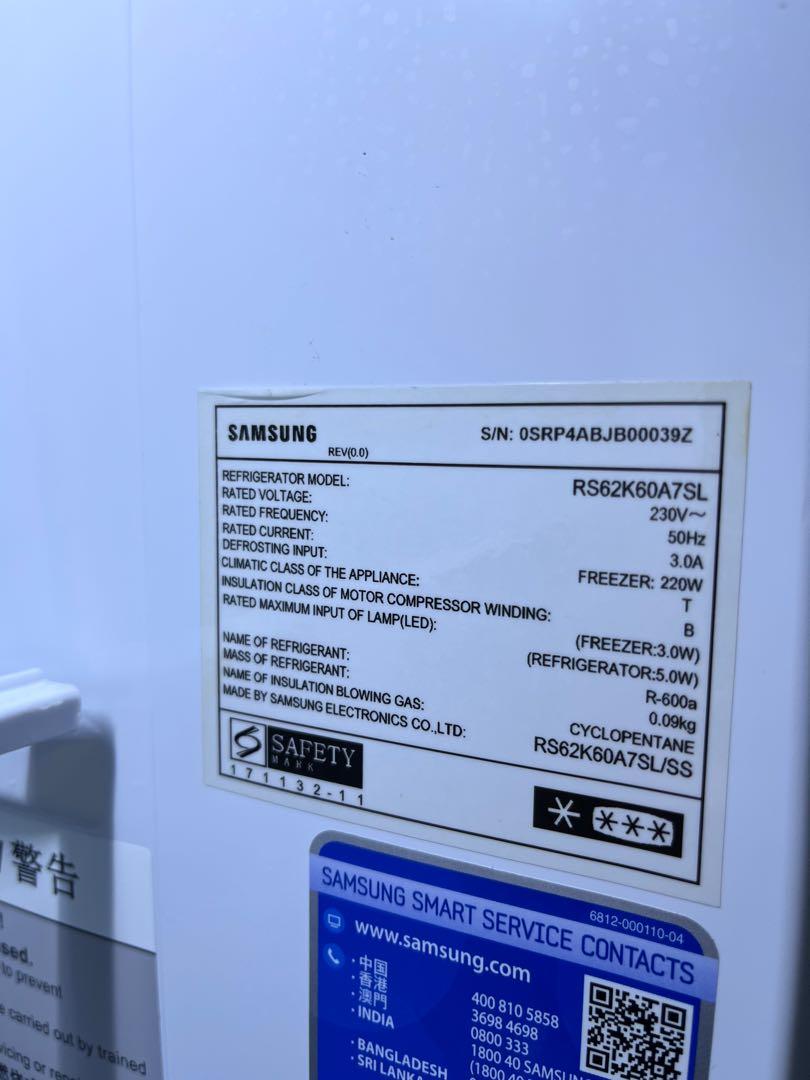 SAMSUNG
REV(0.0)
S/N: 0SRP4ABJB00039Z
REFRIGERATOR MODEL: RS62K60A7SL
RATED VOLTAGE: 230V~
RATED FREQUENCY: 50Hz
RATED CURRENT: 3.0A
DEFROSTING INPUT: FREEZER: 220W
CLIMATIC CLASS OF THE APPLIANCE: T
INSULATION CLASS OF MOTOR COMPRESSOR WINDING: B
RATED MAXIMUM INPUT OF LAMP(LED): (FREEZER:3.0W)
(REFRIGERATOR:5.0W)
NAME OF REFRIGERANT: R-600a
MASS OF REFRIGERANT: 0.09kg
NAME OF INSULATION BLOWING GAS: CYCLOPENTANE
MADE BY SAMSUNG ELECTRONICS CO.,LTD: RS62K60A7SL/SS
SAFETY
MARK
171132-11
警告
to prevent
carried out by trained
SAMSUNG SMART SERVICE CONTACTS
6812-000110-04
www.samsung.com
· 中国 400 810 5858
· 香港 3698 4698
· 澳門 0800 333
· INDIA 1800 40 SAMSUNG
(1800 40
· BANGLADESH
· SRI LANKA